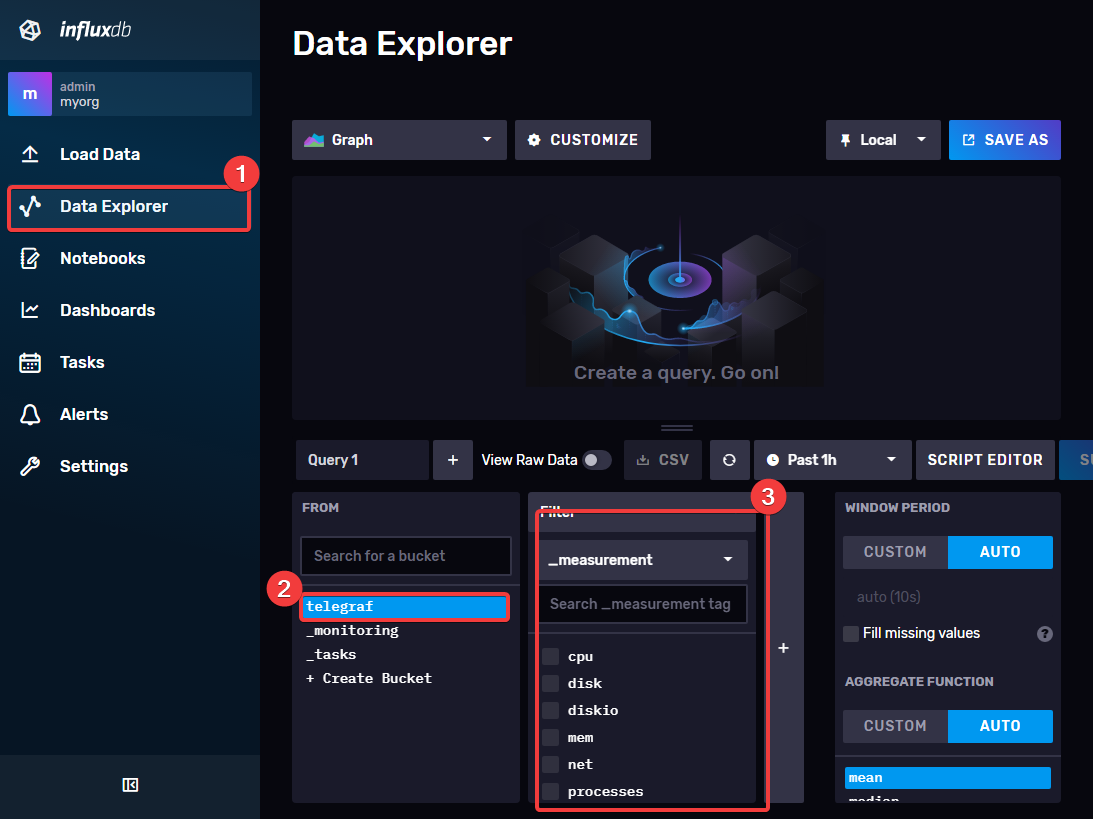 influxdb
m
admin
myorg
Load Data
1
Data Explorer
Notebooks
Dashboards
Tasks
Alerts
Settings
Data Explorer
Graph
CUSTOMIZE
Local
SAVE AS
Create a query. Go on!
Query 1
+
View Raw Data
CSV
Past 1h
SCRIPT EDITOR
FROM
Search for a bucket
2
telegraf
_monitoring
_tasks
+ Create Bucket
3
Filter
_measurement
Search _measurement tag
cpu
disk
diskio
mem
net
processes
+
WINDOW PERIOD
CUSTOM
AUTO
auto (10s)
Fill missing values
?
AGGREGATE FUNCTION
CUSTOM
AUTO
mean
median